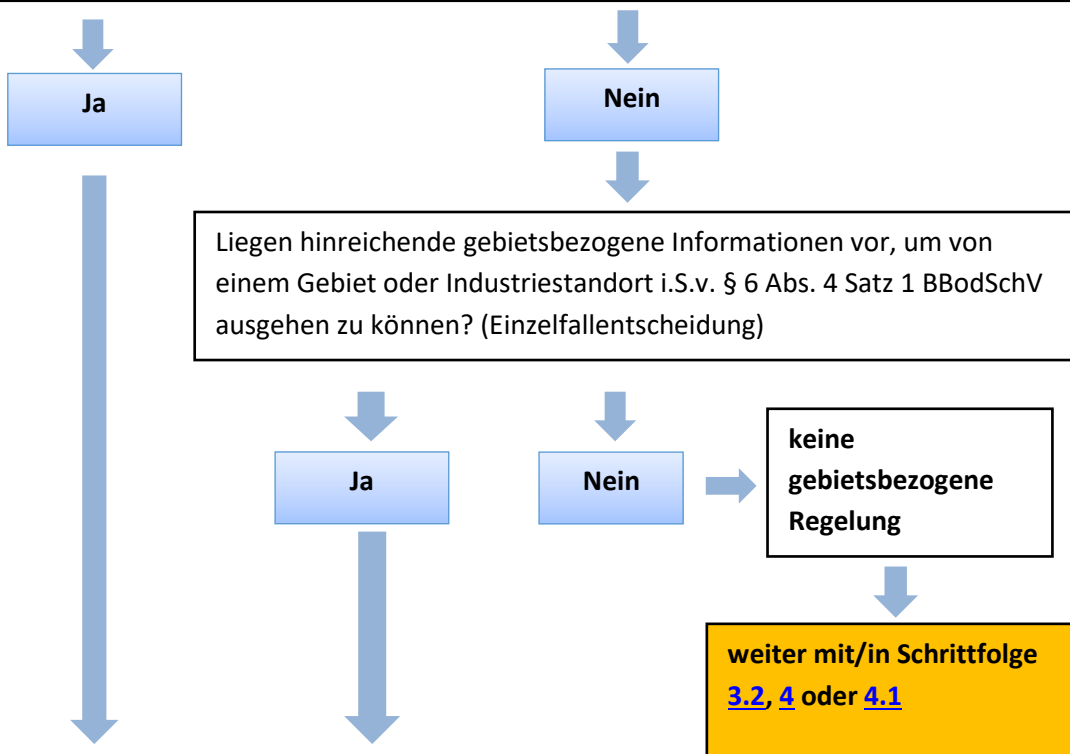 Ja
Nein
Liegen hinreichende gebietsbezogene Informationen vor, um von
einem Gebiet oder Industriestandort i.S.v. § 6 Abs. 4 Satz 1 BBodSchV
ausgehen zu können? (Einzelfallentscheidung)
Ja
Nein
keine
gebietsbezogene
Regelung
weiter mit/in Schrittfolge
3.2, 4 oder 4.1